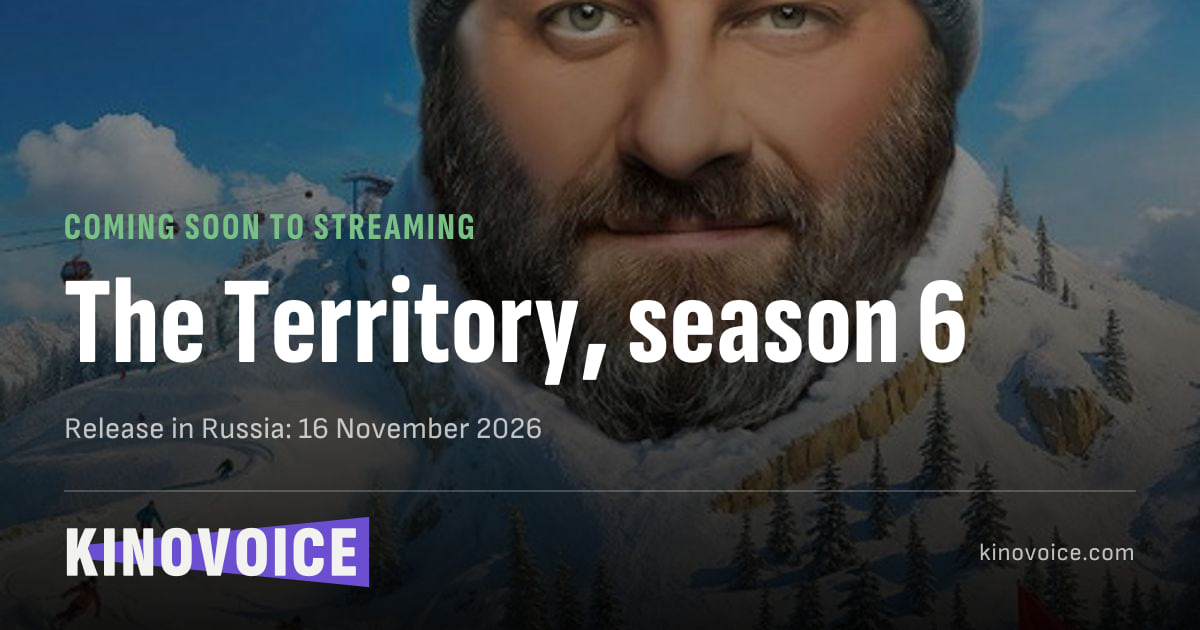 COMING SOON TO STREAMING
The Territory, season 6
Release in Russia: 16 November 2026
KINOVOICE
kinovoice.com